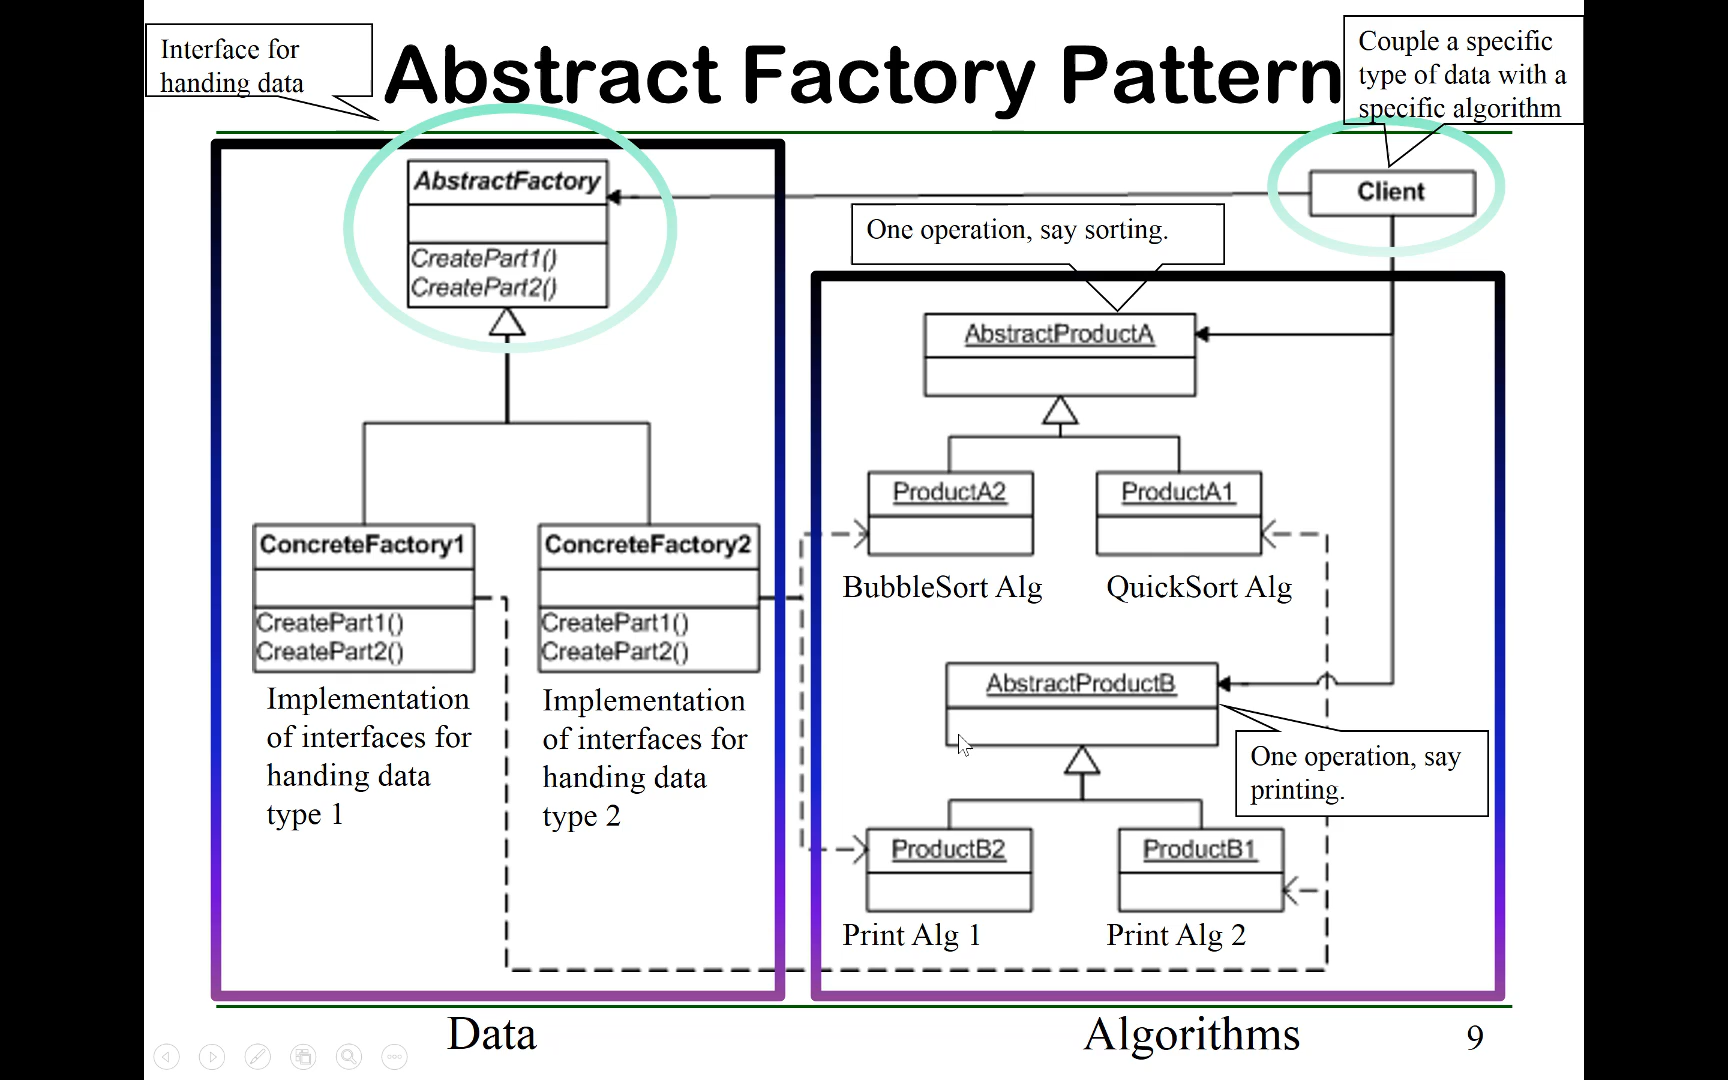 Interface for
handing data
Abstract Factory Pattern
Couple a specific
type of data with a
specific algorithm
AbstractFactory
CreatePart1()
CreatePart2()
Client
One operation, say sorting.
AbstractProductA
ProductA2
ProductA1
BubbleSort Alg
QuickSort Alg
ConcreteFactory1
CreatePart1()
CreatePart2()
Implementation
of interfaces for
handing data
type 1
ConcreteFactory2
CreatePart1()
CreatePart2()
Implementation
of interfaces for
handing data
type 2
AbstractProductB
One operation, say
printing.
ProductB2
ProductB1
Print Alg 1
Print Alg 2
Data
Algorithms
9